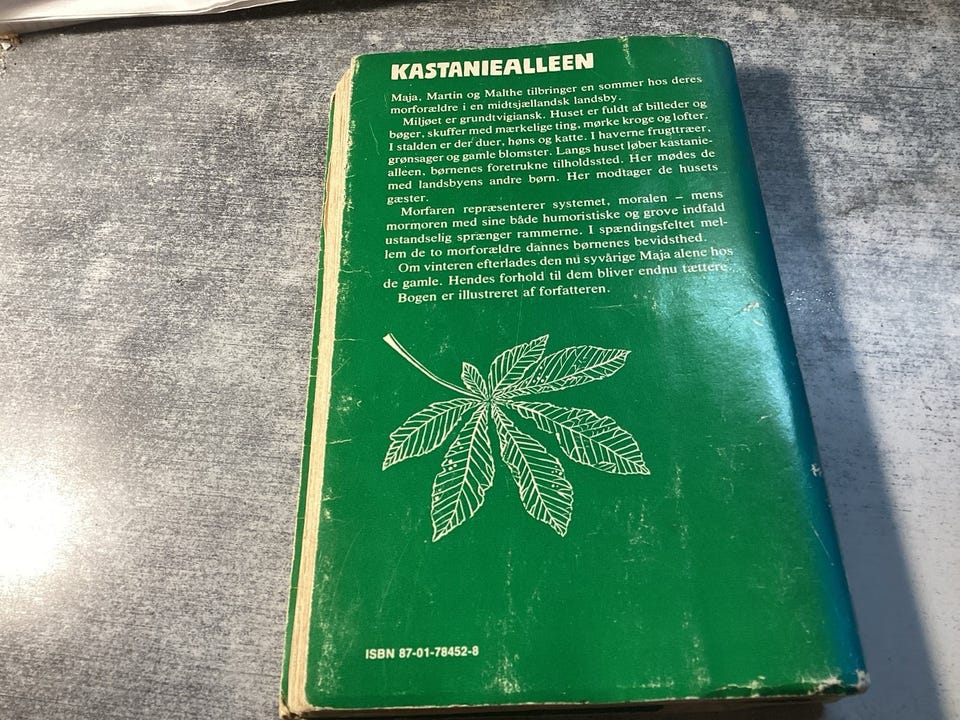 KASTANIEALLEEN
Maja, Martin og Malthe tilbringer en sommer hos deres
morforældre i en midtsjællandsk landsby.
Miljøet er grundtvigiansk. Huset er fuldt af billeder og
bøger, skuffer med mærkelige ting, mørke kroge og lofter.
I stalden er der duer, høns og katte. I haverne frugttræer,
grønsager og gamle blomster. Langs huset løber kastanie-
alleen, børnenes foretrukne tilholdssted. Her mødes de
med landsbyens andre børn. Her modtager de husets
gæster.
Morfaren repræsenterer systemet, moralen – mens
mormoren med sine både humoristiske og grove indfald
ustandselig sprænger rammerne. I spændingsfeltet mel-
lem de to morforældre dannes børnenes bevidsthed.
Om vinteren efterlades den nu syvårige Maja alene hos
de gamle. Hendes forhold til dem bliver endnu tættere.
Bogen er illustreret af forfatteren.
ISBN 87-01-78452-8